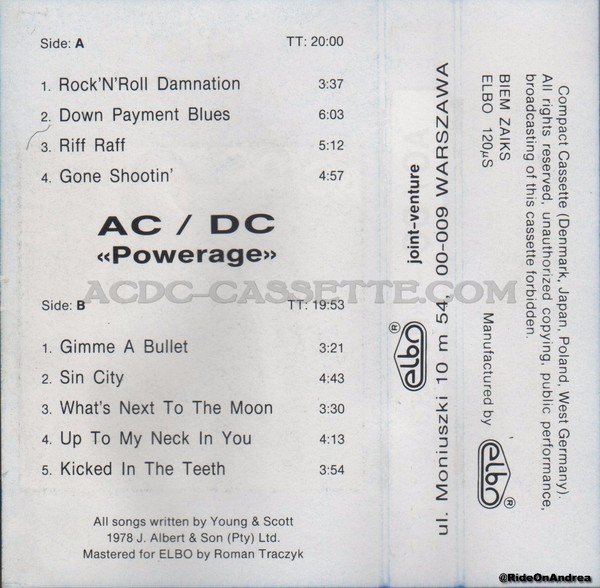 Side: A TT: 20:00
1. Rock'N'Roll Damnation 3:37
2. Down Payment Blues 6:03
3. Riff Raff 5:12
4. Gone Shootin' 4:57
AC / DC
«Powerage»
ACDC-CASSETTE.COM
Side: B TT: 19:53
1. Gimme A Bullet 3:21
2. Sin City 4:43
3. What's Next To The Moon 3:30
4. Up To My Neck In You 4:13
5. Kicked In The Teeth 3:54
All songs written by Young & Scott
1978 J. Albert & Son (Pty) Ltd.
Mastered for ELBO by Roman Traczyk
elbo® joint-venture
ul. Moniuszki 10 m 54, 00-009 WARSZAWA
Compact Cassette (Denmark, Japan, Poland, West Germany).
All rights reserved, unauthorized copying, public performance,
broadcasting of this cassette forbidden.
BIEM ZAIKS
ELBO 120µS
Manufactured by elbo®
@RideOnAndrea